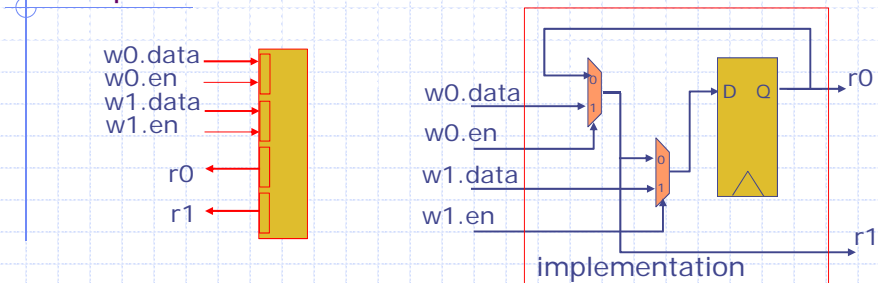 w0.data
w0.en
w1.data
w1.en
r0
r1
w0.data
w0.en
w1.data
w1.en
0
1
0
1
D Q
r0
r1
implementation